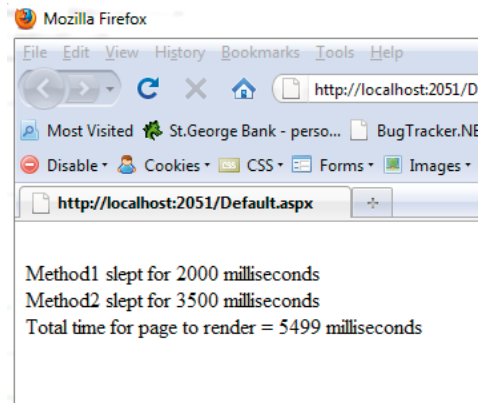 Mozilla Firefox
File Edit View History Bookmarks Tools Help
http://localhost:2051/D
Most Visited St.George Bank - perso... BugTracker.NE
Disable Cookies CSS Forms Images
http://localhost:2051/Default.aspx
Method1 slept for 2000 milliseconds
Method2 slept for 3500 milliseconds
Total time for page to render = 5499 milliseconds